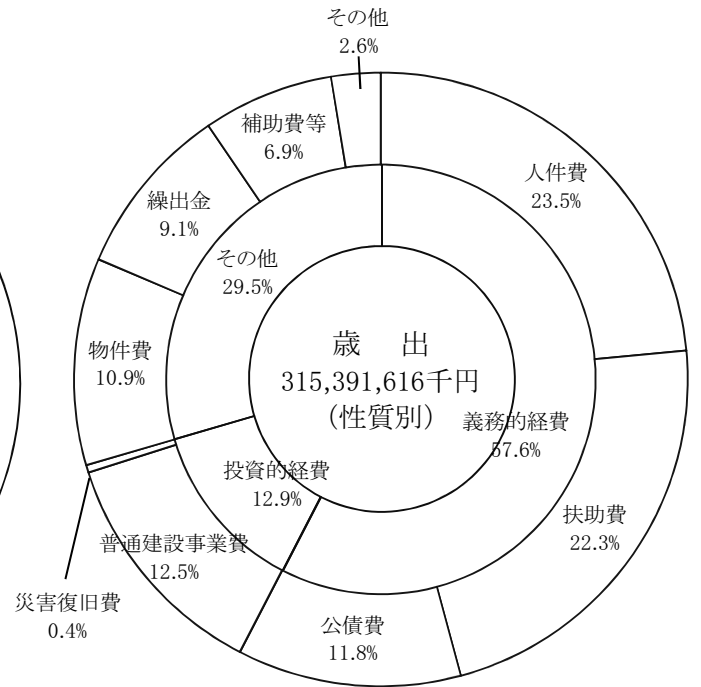 その他
2.6%
補助費等
6.9%
人件費
23.5%
繰出金
9.1%
その他
29.5%
物件費
10.9%
歳 出
315,391,616千円
（性質別）
義務的経費
57.6%
投資的経費
12.9%
扶助費
22.3%
普通建設事業費
12.5%
災害復旧費
0.4%
公債費
11.8%